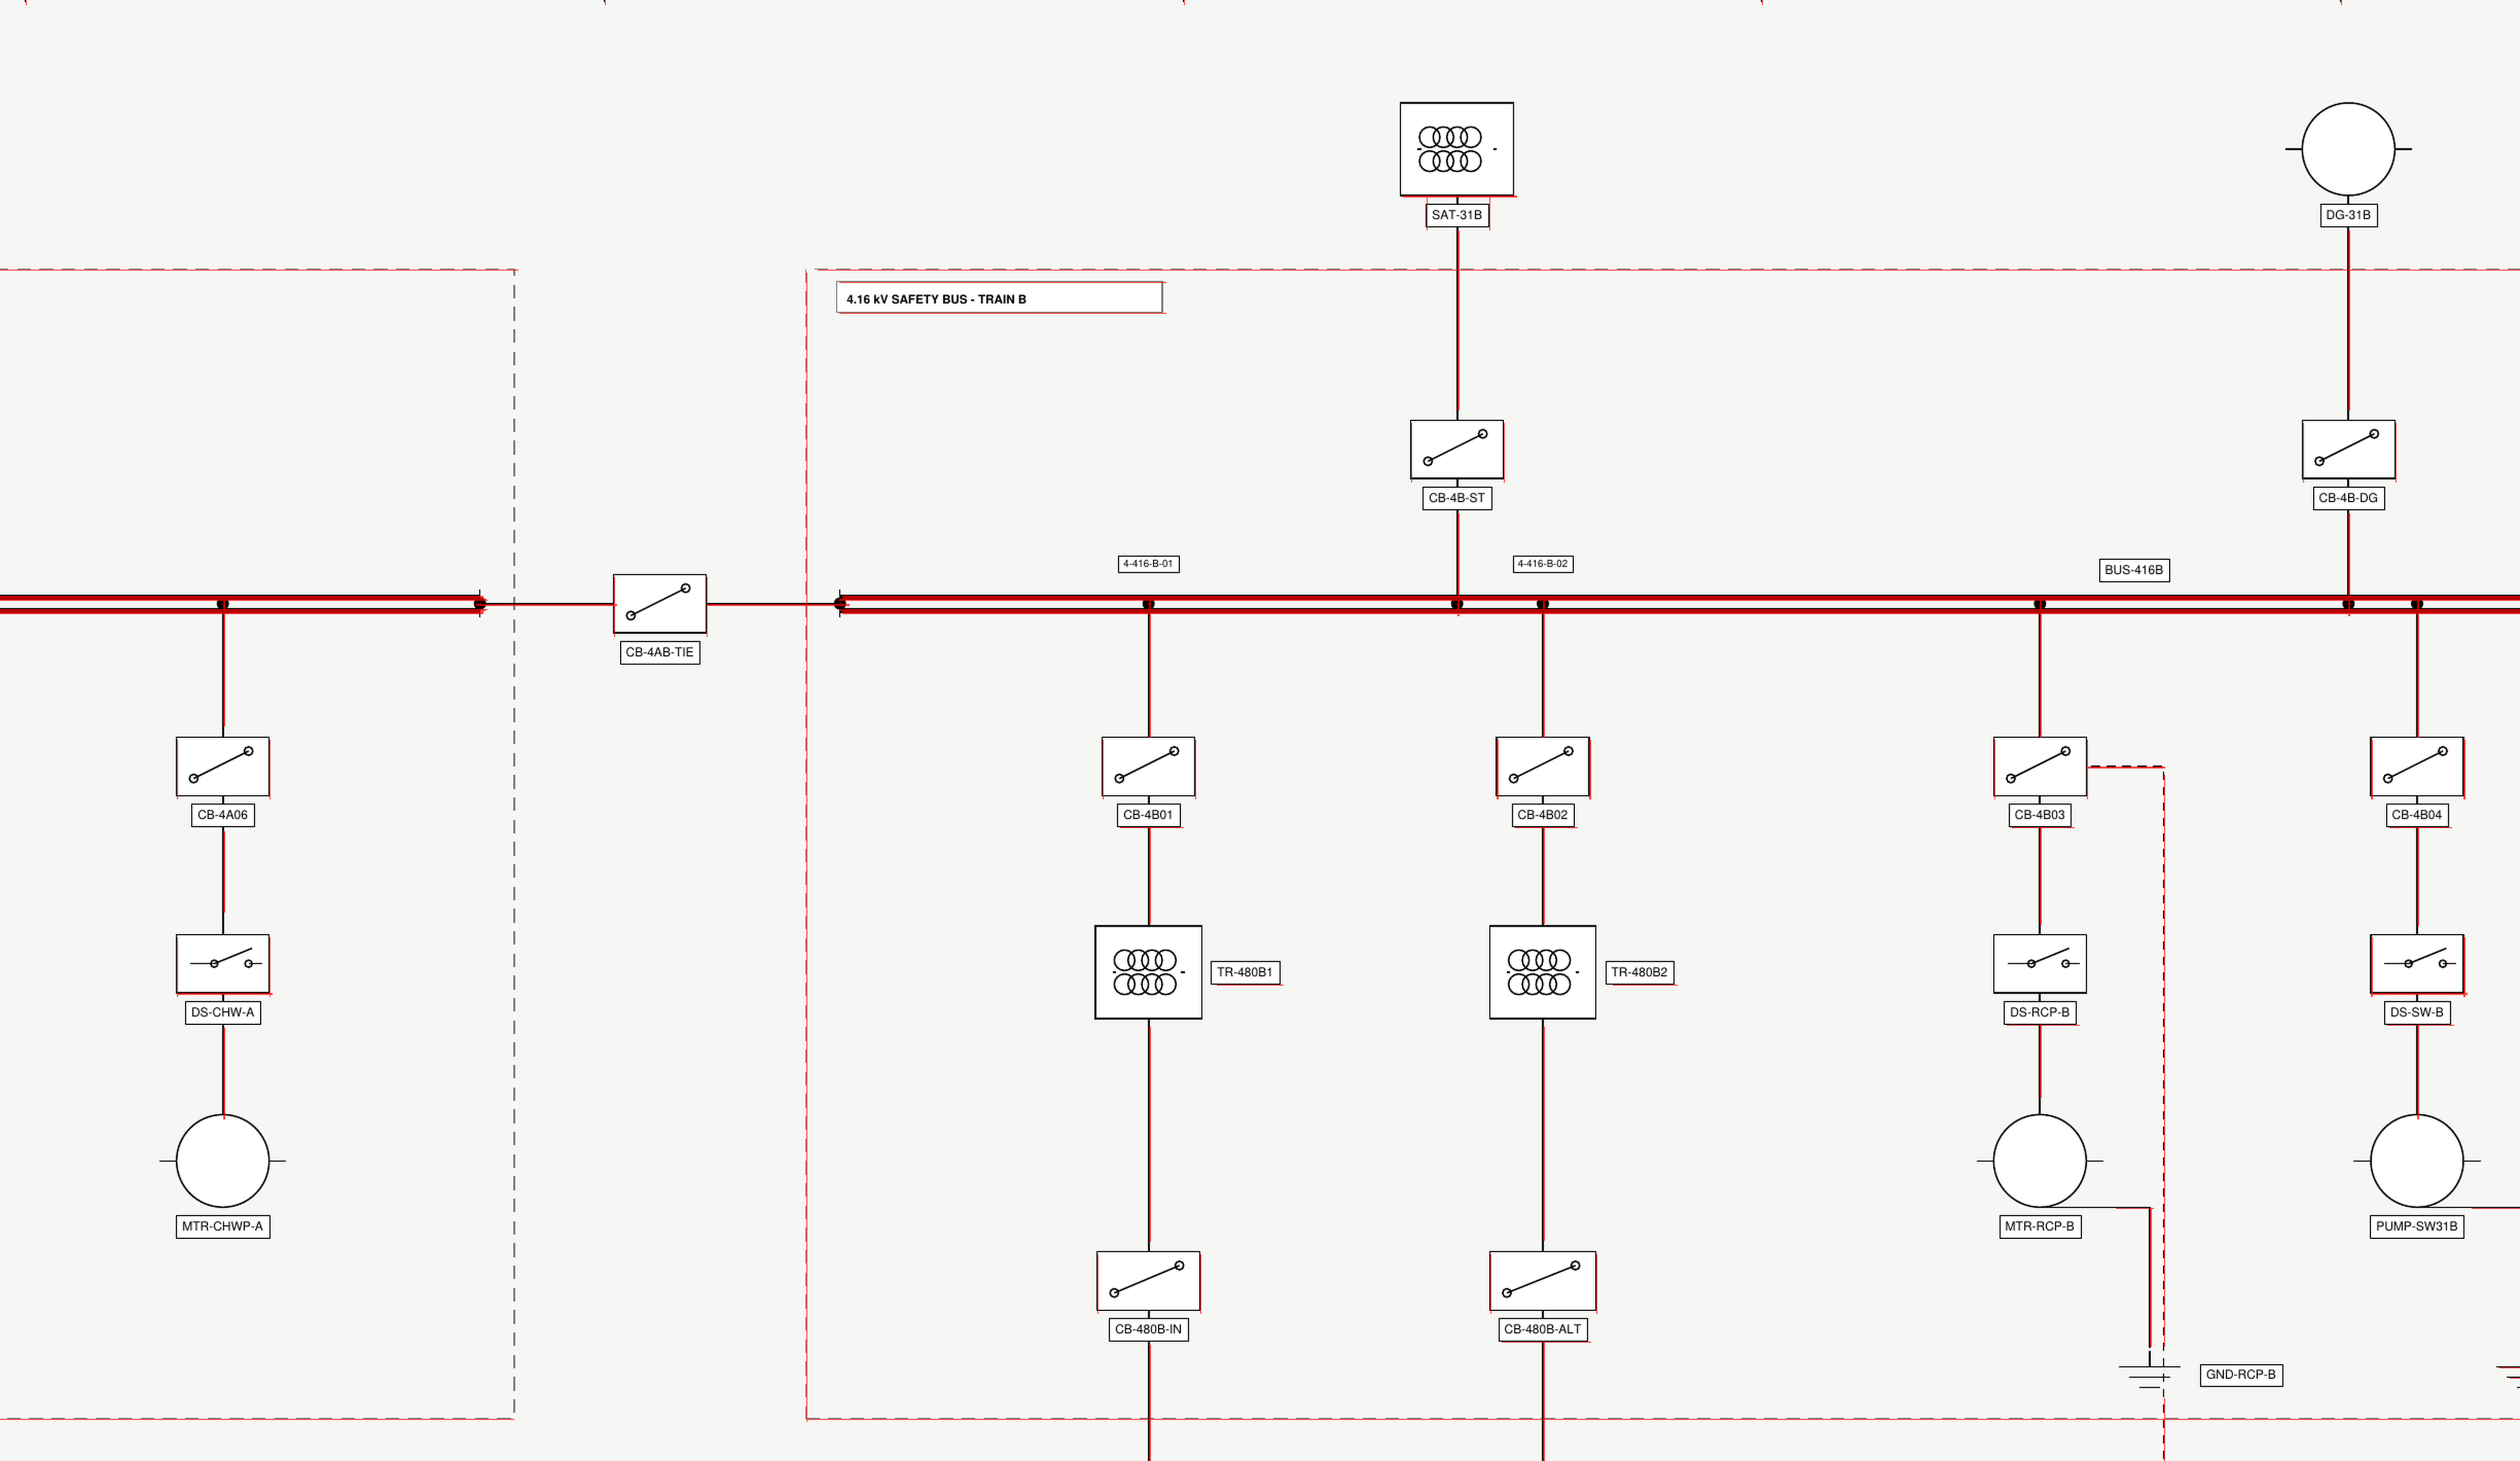 SAT-31B
DG-31B
4.16 kV SAFETY BUS - TRAIN B
CB-4B-ST
CB-4B-DG
4-416-B-01
4-416-B-02
BUS-416B
CB-4AB-TIE
CB-4A06
CB-4B01
CB-4B02
CB-4B03
CB-4B04
TR-480B1
TR-480B2
DS-CHW-A
DS-RCP-B
DS-SW-B
MTR-CHWP-A
MTR-RCP-B
PUMP-SW31B
CB-480B-IN
CB-480B-ALT
GND-RCP-B